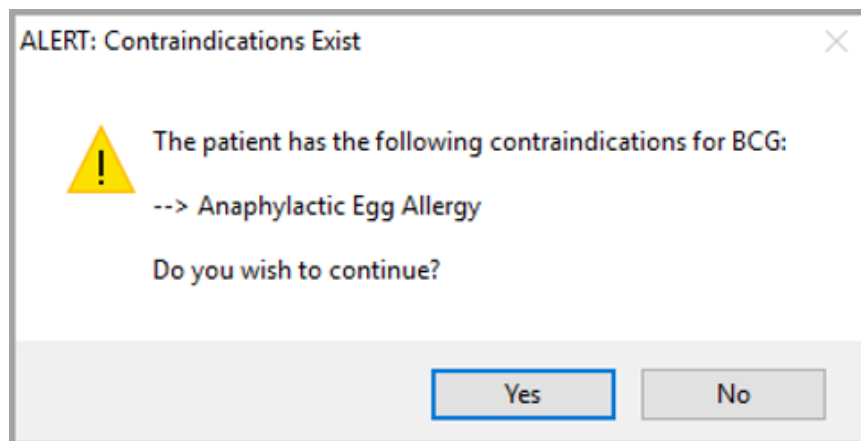 ALERT: Contraindications Exist
The patient has the following contraindications for BCG:
--> Anaphylactic Egg Allergy
Do you wish to continue?
Yes
No